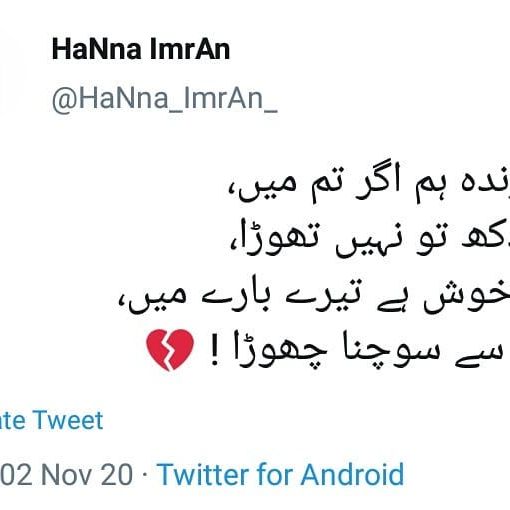 HaNna ImrAn
@HaNna_ImrAn_
ہم اگر تم میں،
تو نہیں تھوڑا،
خوش ہے تیرے بارے میں،
سے سوچنا چھوڑا ! 💔
Tweet
02 Nov 20 · Twitter for Android